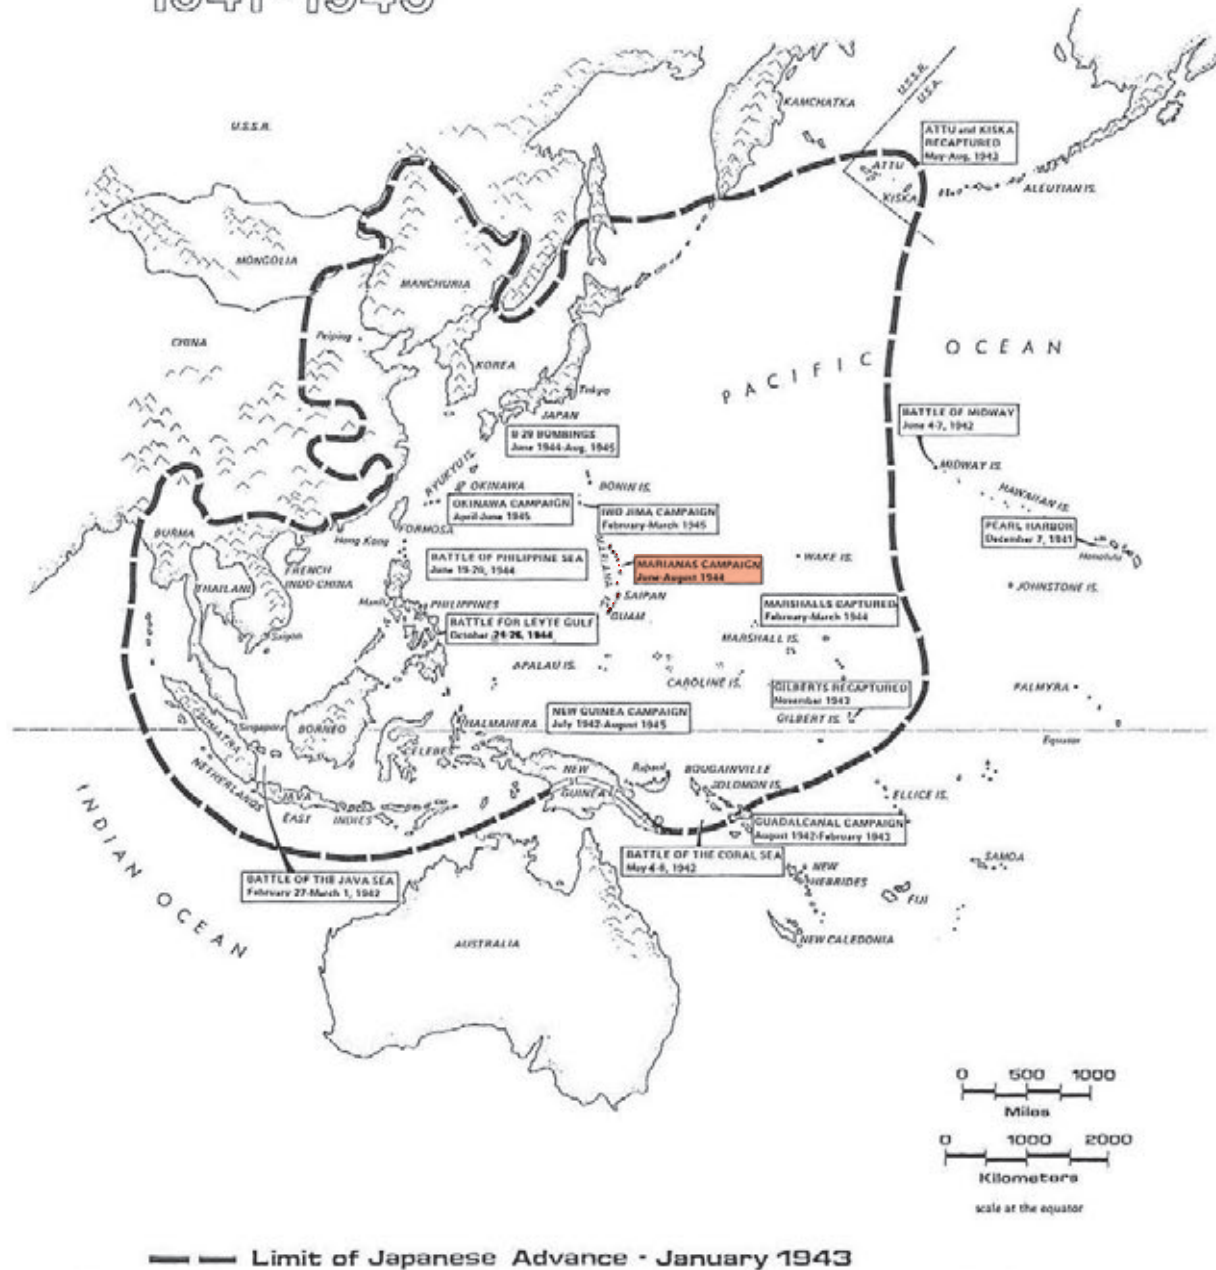 1941-1945
KAMCHATKA
U.S.S.R.
U.S.A.
U.S.S.R.
ATTU and KISKA
RECAPTURED
May-Aug. 1943
ATTU
KISKA
ALEUTIAN IS.
MONGOLIA
MANCHURIA
CHINA
Peiping
KOREA
PACIFIC OCEAN
Tokyo
JAPAN
BATTLE OF MIDWAY
June 4-7, 1942
B-29 BOMBINGS
June 1944-Aug. 1945
MIDWAY IS.
RYUKYU IS.
OKINAWA
BONIN IS.
HAWAIIAN IS.
OKINAWA CAMPAIGN
April-June 1945
IWO JIMA CAMPAIGN
February-March 1945
PEARL HARBOR
December 7, 1941
Honolulu
BURMA
Hong Kong
FORMOSA
BATTLE OF PHILIPPINE SEA
June 19-20, 1944
MARIANA
MARIANAS CAMPAIGN
June-August 1944
WAKE IS.
FRENCH
INDO CHINA
THAILAND
JOHNSTONE IS.
SAIPAN
Manila
PHILIPPINES
GUAM
MARSHALLS CAPTURED
February-March 1944
Saigon
BATTLE FOR LEYTE GULF
October 24-26, 1944
MARSHALL IS.
PALAU IS.
CAROLINE IS.
GILBERTS RECAPTURED
November 1943
PALMYRA
NEW GUINEA CAMPAIGN
July 1942-August 1945
GILBERT IS.
SUMATRA
Singapore
BORNEO
HALMAHERA
CELEBES
Equator
NETHERLANDS
EAST
INDIES
JAVA
NEW
GUINEA
Rabaul
BOUGAINVILLE
SOLOMON IS.
ELLICE IS.
GUADALCANAL CAMPAIGN
August 1942-February 1943
INDIAN OCEAN
BATTLE OF THE JAVA SEA
February 27-March 1, 1942
BATTLE OF THE CORAL SEA
May 4-8, 1942
NEW
HEBRIDES
SAMOA
FIJI
NEW CALEDONIA
AUSTRALIA
0 500 1000
Miles
0 1000 2000
Kilometers
scale at the equator
Limit of Japanese Advance - January 1943